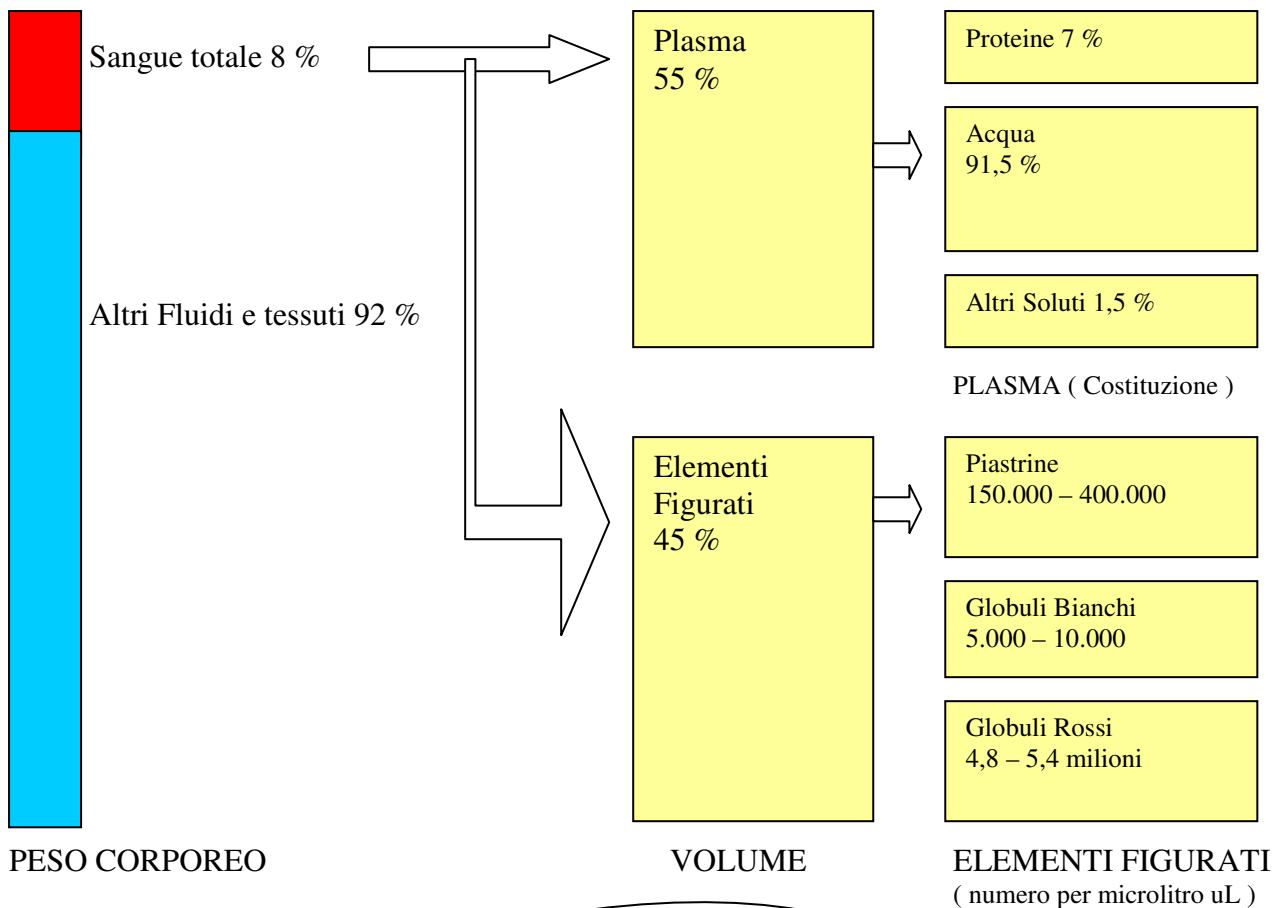 Sangue totale 8 %
Altri Fluidi e tessuti 92 %
PESO CORPOREO
Plasma
55 %
Elementi
Figurati
45 %
VOLUME
Proteine 7 %
Acqua
91,5 %
Altri Soluti 1,5 %
PLASMA ( Costituzione )
Piastrine
150.000 – 400.000
Globuli Bianchi
5.000 – 10.000
Globuli Rossi
4,8 – 5,4 milioni
ELEMENTI FIGURATI
( numero per microlitro uL )